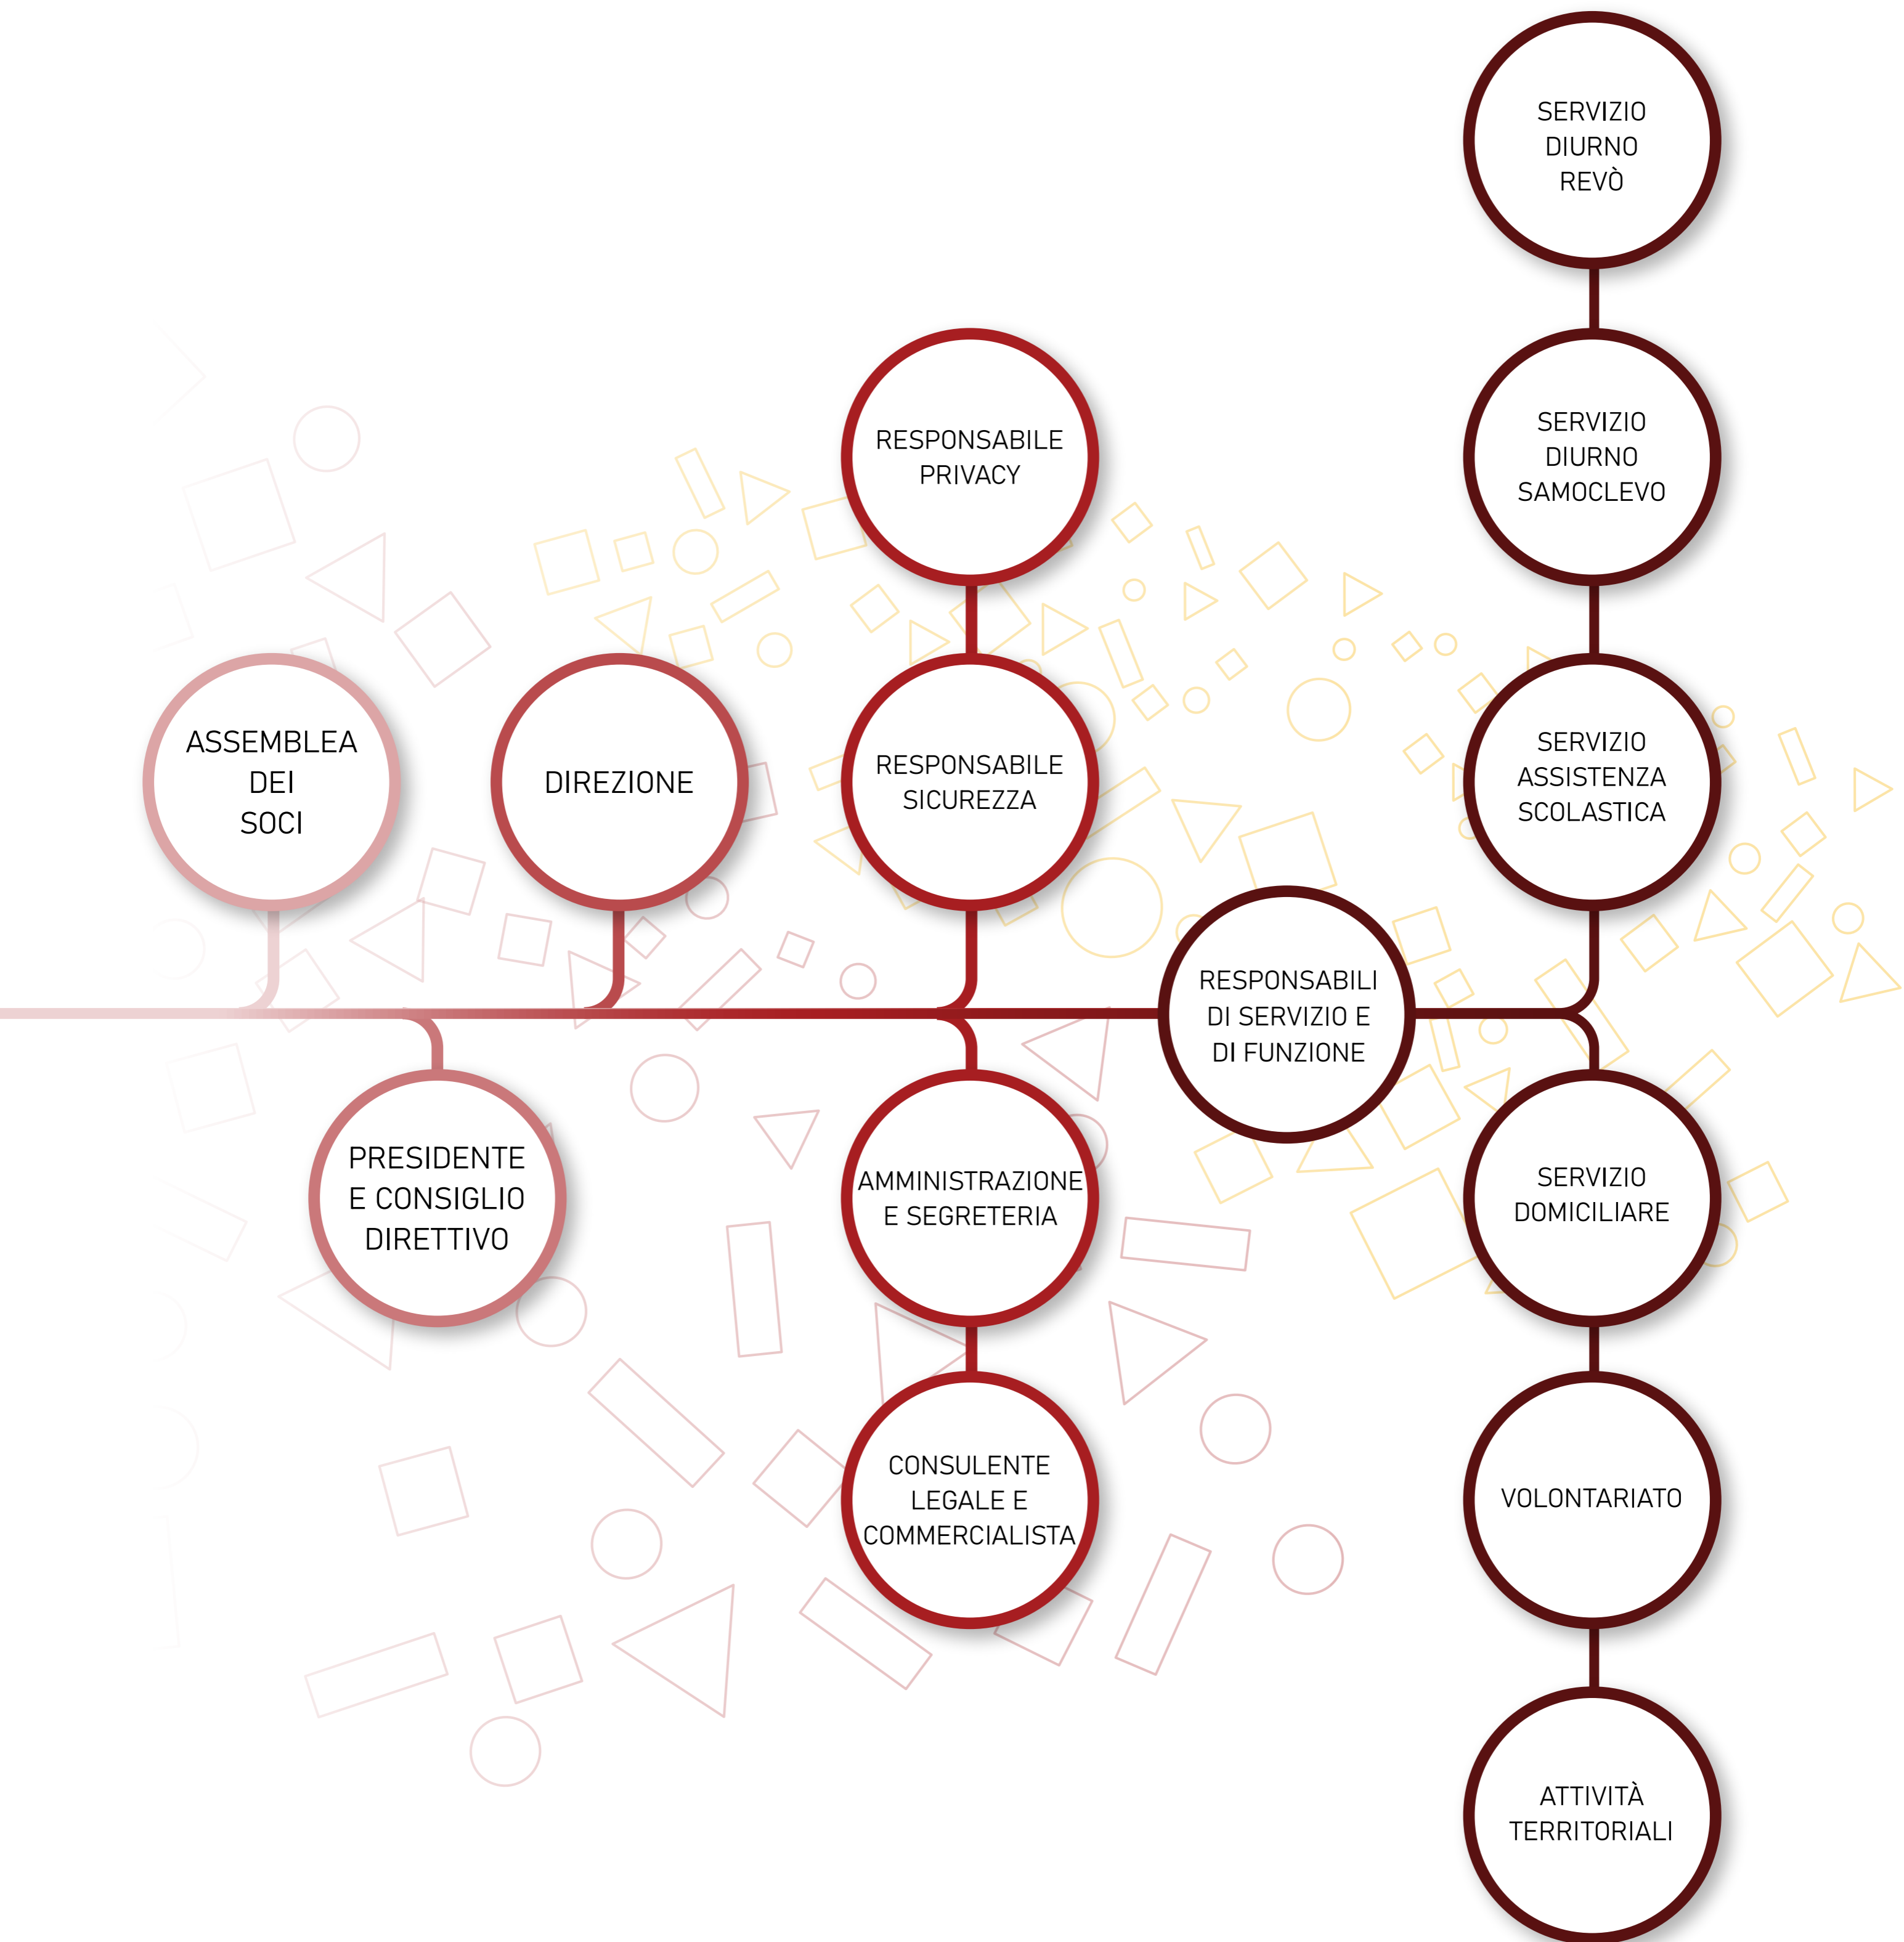 SERVIZIO
DIURNO
REVÒ
SERVIZIO
DIURNO
SAMOCLEVO
RESPONSABILE
PRIVACY
ASSEMBLEA
DEI
SOCI
DIREZIONE
RESPONSABILE
SICUREZZA
SERVIZIO
ASSISTENZA
SCOLASTICA
RESPONSABILI
DI SERVIZIO E
DI FUNZIONE
PRESIDENTE
E CONSIGLIO
DIRETTIVO
AMMINISTRAZIONE
E SEGRETERIA
SERVIZIO
DOMICILIARE
CONSULENTE
LEGALE E
COMMERCIALISTA
VOLONTARIATO
ATTIVITÀ
TERRITORIALI